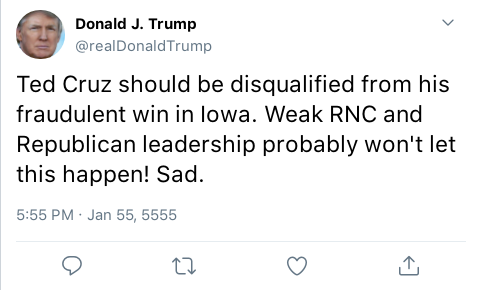 Donald J. Trump
@realDonaldTrump
Ted Cruz should be disqualified from his
fraudulent win in Iowa. Weak RNC and
Republican leadership probably won't let
this happen! Sad.
5:55 PM · Jan 55, 5555